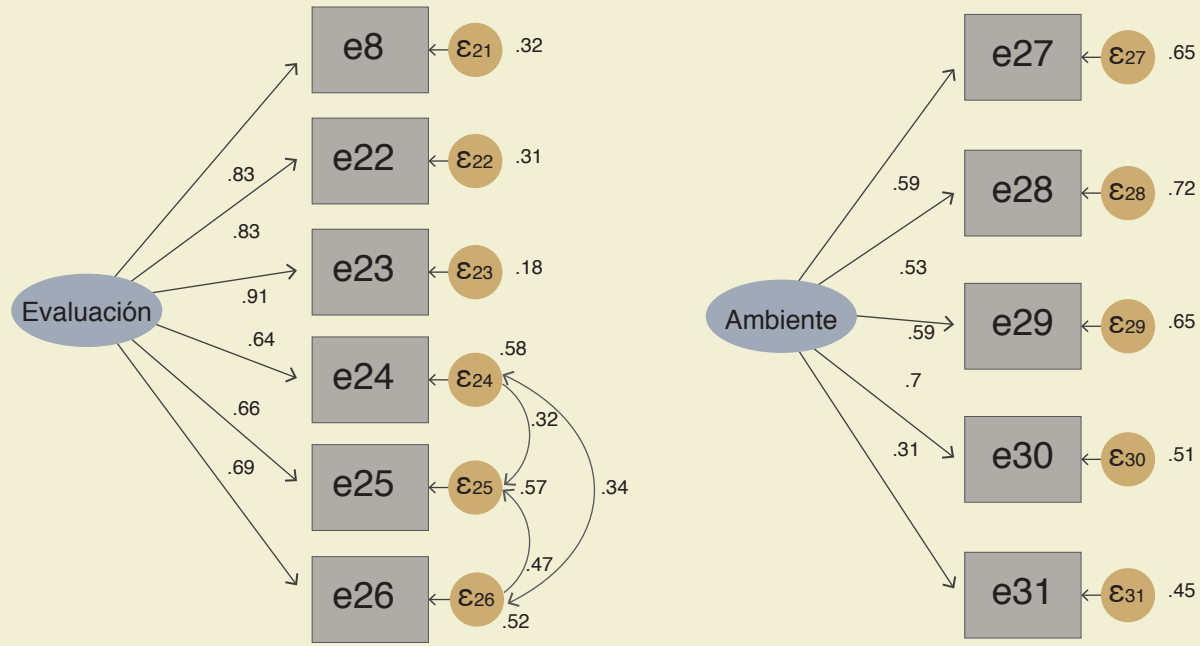 e8
ε21
.32
.83
e22
ε22
.31
.83
e23
ε23
.18
Evaluación
.91
.64
e24
ε24
.58
.32
.66
e25
ε25
.57
.34
.69
.47
e26
ε26
.52
e27
ε27
.65
.59
e28
ε28
.72
.53
Ambiente
.59
e29
ε29
.65
.7
.31
e30
ε30
.51
e31
ε31
.45